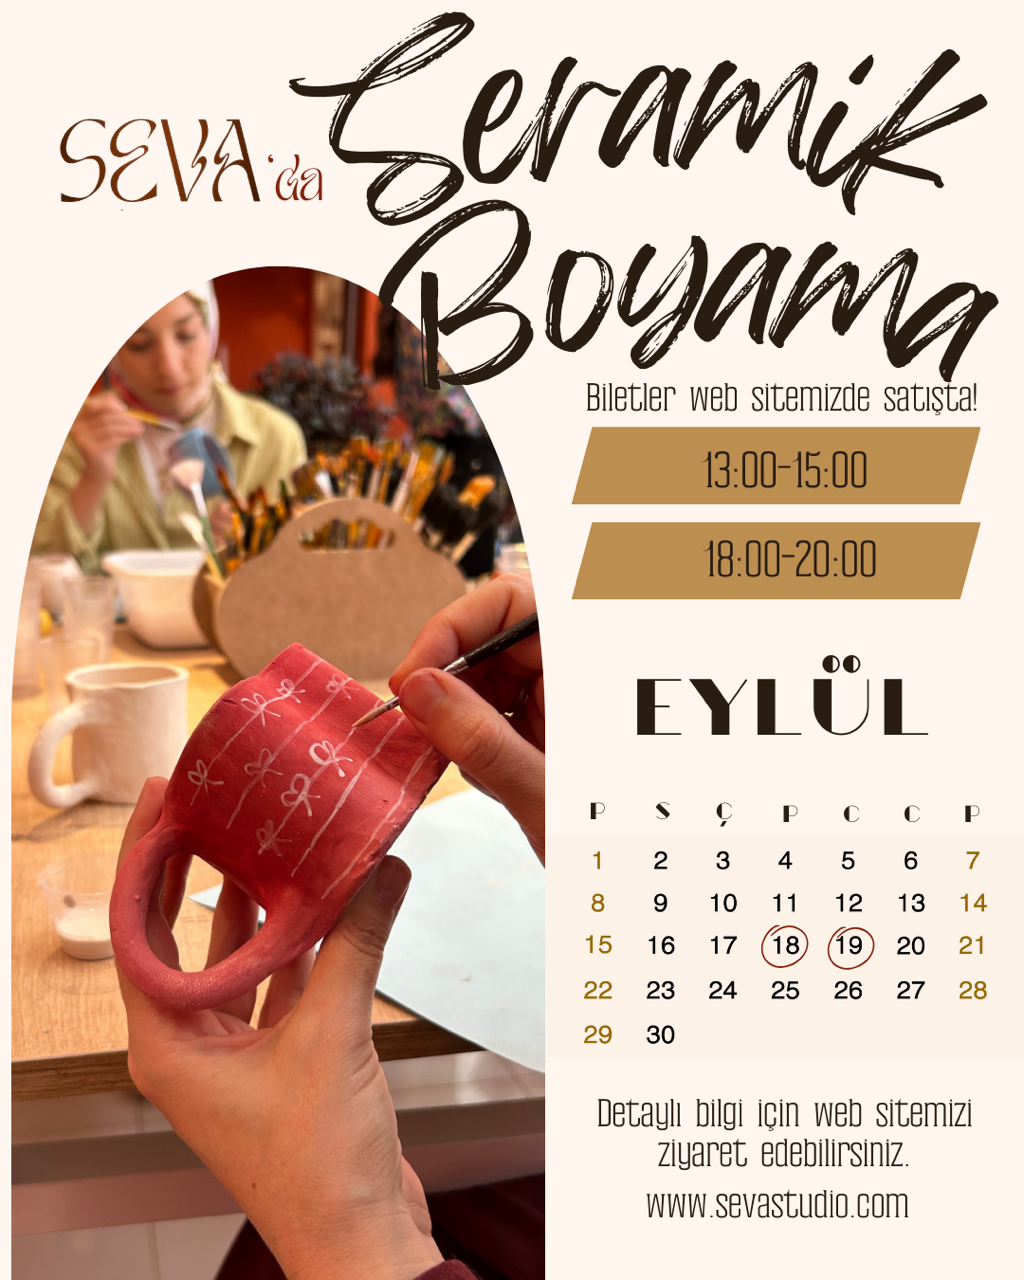 SEVA'da
Seramik
Boyama
Biletler web sitemizde satışta!
13:00-15:00
18:00-20:00
EYLÜL
P S Ç P C C P
1 2 3 4 5 6 7
8 9 10 11 12 13 14
15 16 17 18 19 20 21
22 23 24 25 26 27 28
29 30
Detaylı bilgi için web sitemizi
ziyaret edebilirsiniz.
www.sevastudio.com